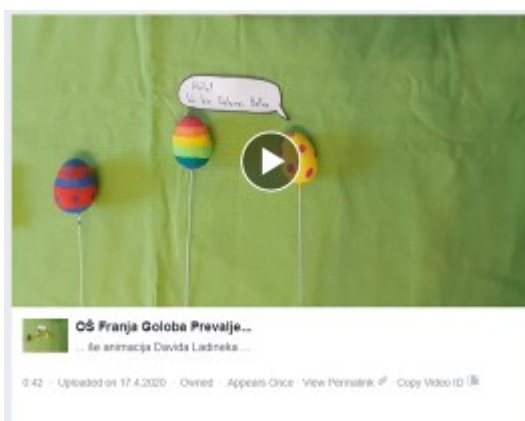 Hello!
OŠ Franja Goloba Prevalje...
... še animacija Davida Ladineka ...
0:42 · Uploaded on 17.4.2020 · Owned · Appears Once · View Permalink · Copy Video ID